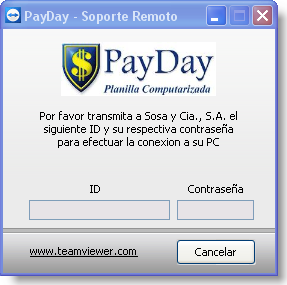 PayDay - Soporte Remoto
$ PayDay
Planilla Computarizada
Por favor transmita a Sosa y Cia., S.A. el
siguiente ID y su respectiva contraseña
para efectuar la conexion a su PC
ID Contraseña
www.teamviewer.com Cancelar